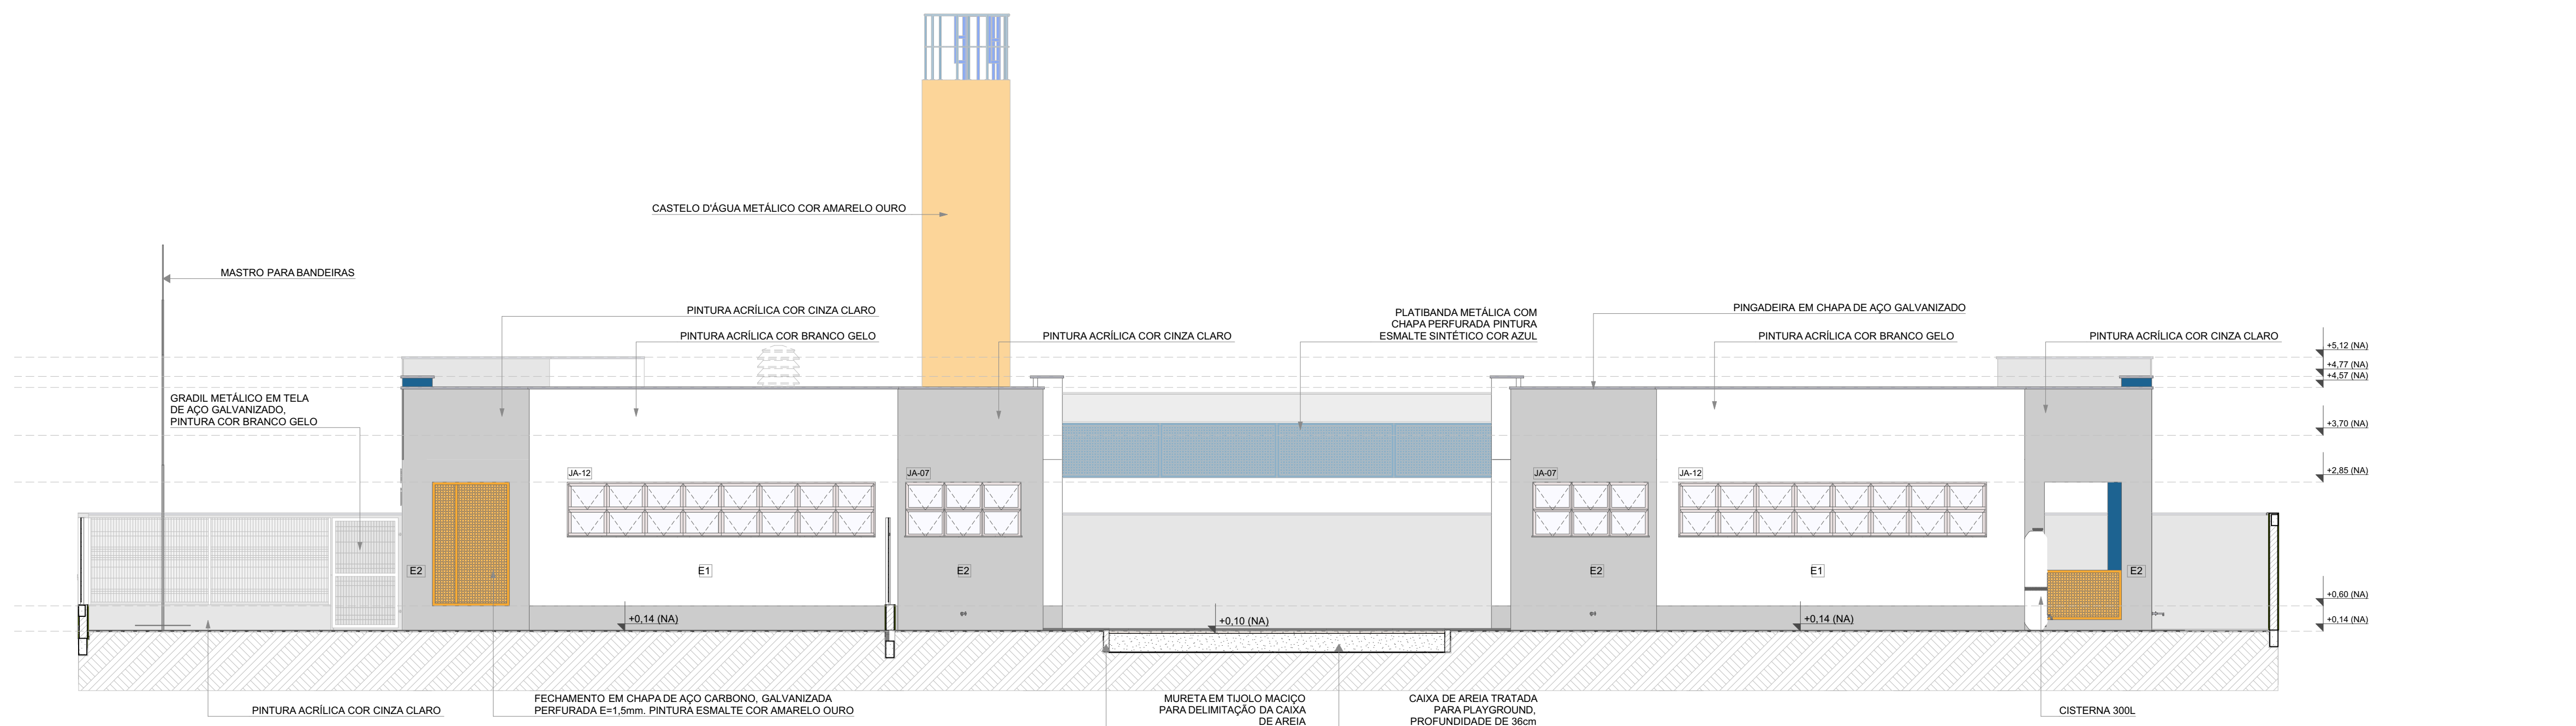 CASTELO D'ÁGUA METÁLICO COR AMARELO OURO
MASTRO PARA BANDEIRAS
PINTURA ACRÍLICA COR CINZA CLARO
PINTURA ACRÍLICA COR BRANCO GELO
PINTURA ACRÍLICA COR CINZA CLARO
PLATIBANDA METÁLICA COM
CHAPA PERFURADA PINTURA
ESMALTE SINTÉTICO COR AZUL
PINGADEIRA EM CHAPA DE AÇO GALVANIZADO
PINTURA ACRÍLICA COR BRANCO GELO
PINTURA ACRÍLICA COR CINZA CLARO
+5,12 (NA)
+4,77 (NA)
+4,57 (NA)
+3,70 (NA)
+2,85 (NA)
+0,60 (NA)
+0,14 (NA)
GRADIL METÁLICO EM TELA
DE AÇO GALVANIZADO,
PINTURA COR BRANCO GELO
JA-12
JA-07
JA-07
JA-12
E2
E1
E2
E2
E1
E2
+0,14 (NA)
+0,10 (NA)
+0,14 (NA)
PINTURA ACRÍLICA COR CINZA CLARO
FECHAMENTO EM CHAPA DE AÇO CARBONO, GALVANIZADA
PERFURADA E=1,5mm. PINTURA ESMALTE COR AMARELO OURO
MURETA EM TIJOLO MACIÇO
PARA DELIMITAÇÃO DA CAIXA
DE AREIA
CAIXA DE AREIA TRATADA
PARA PLAYGROUND,
PROFUNDIDADE DE 36cm
CISTERNA 300L